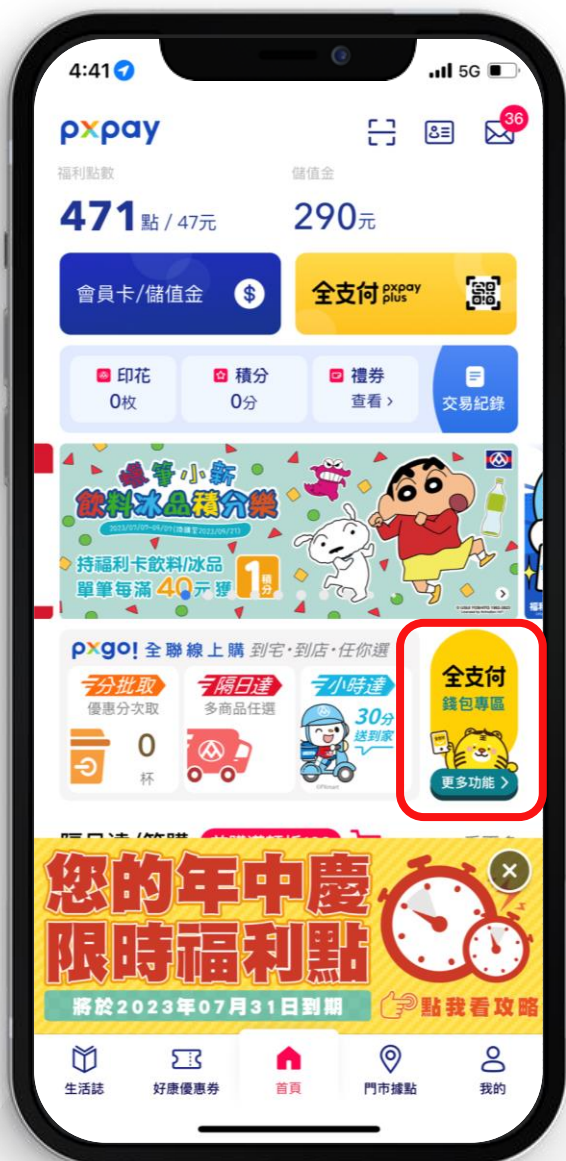 4:41
5G
pxpay
36
福利點數
儲值金
471點 / 47元
290元
會員卡/儲值金
$
全支付 pxpay plus
印花
0枚
積分
0分
禮券
查看 >
交易紀錄
蠟筆小新
飲料冰品積分樂
持福利卡飲料/冰品
單筆每滿40元獲1積分
pxgo! 全聯線上購 到宅・到店・任你選
分批取
優惠分次取
0
杯
隔日達
多商品任選
小時達
30分
送到家
全支付
錢包專區
更多功能 >
您的年中慶
限時福利點
將於2023年07月31日到期
點我看攻略
生活誌
好康優惠券
首頁
門市據點
我的